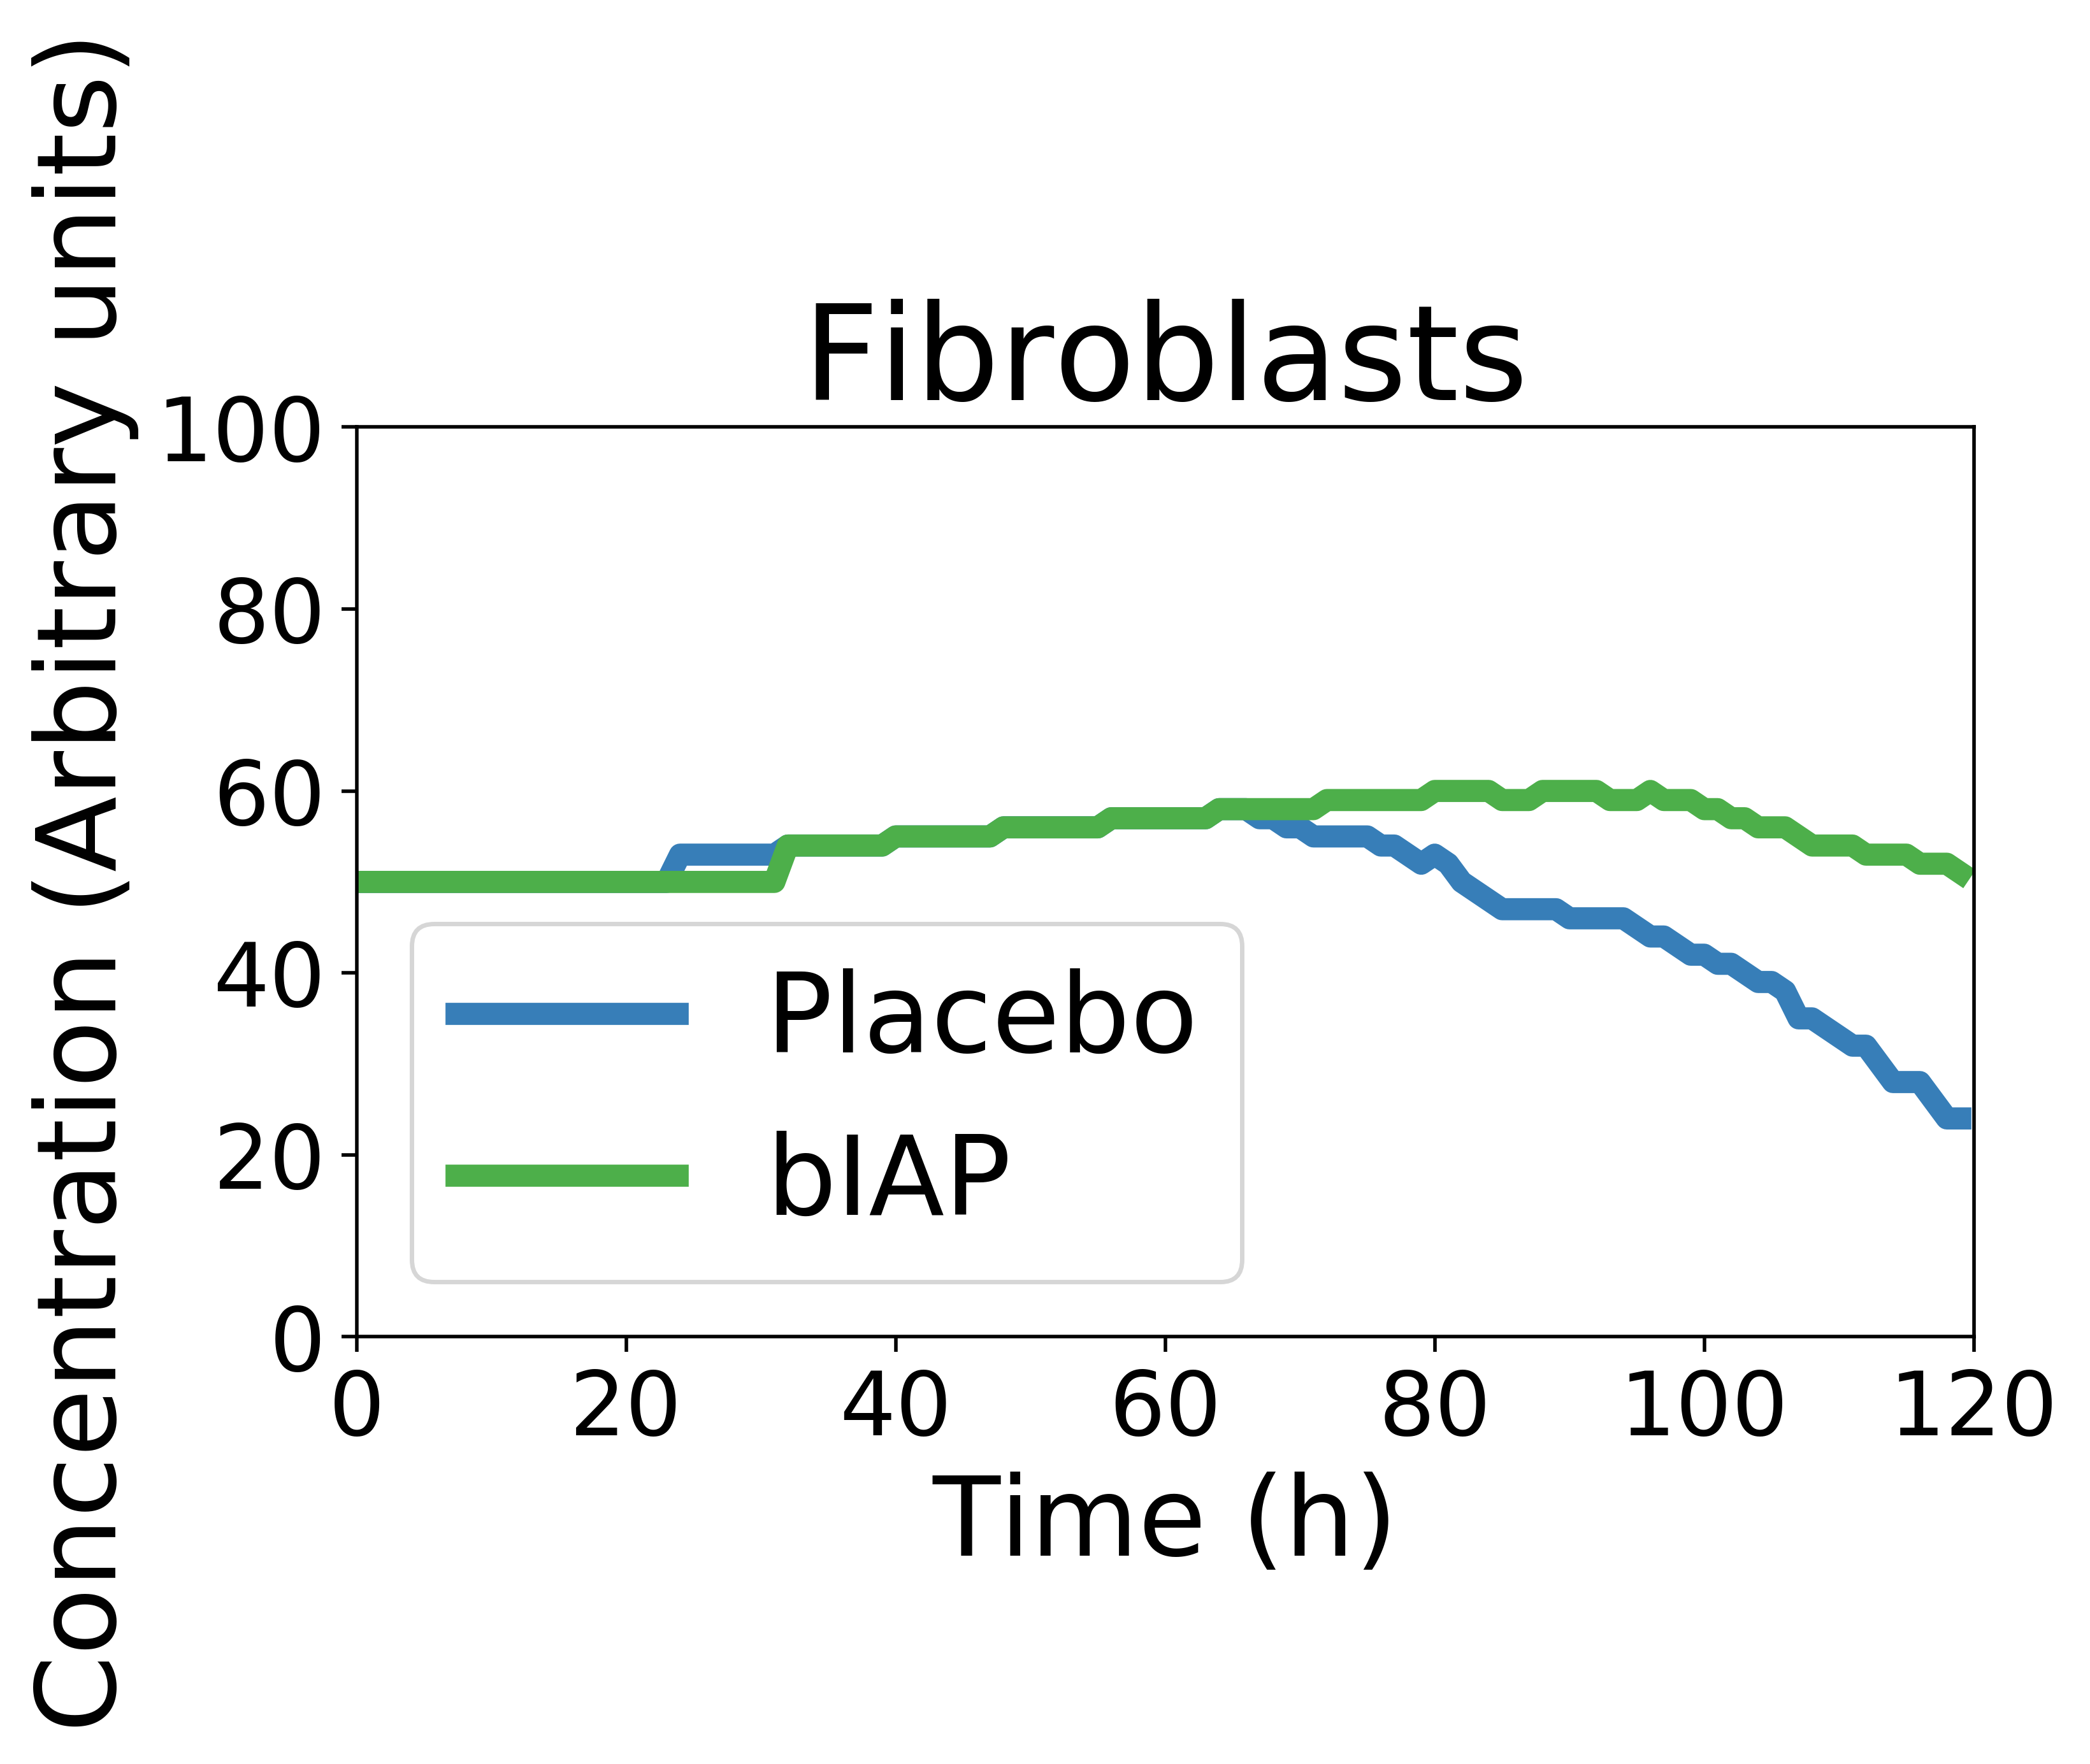 Fibroblasts
Concentration (Arbitrary units)
100
80
60
40
20
0
Placebo
bIAP
0 20 40 60 80 100 120
Time (h)